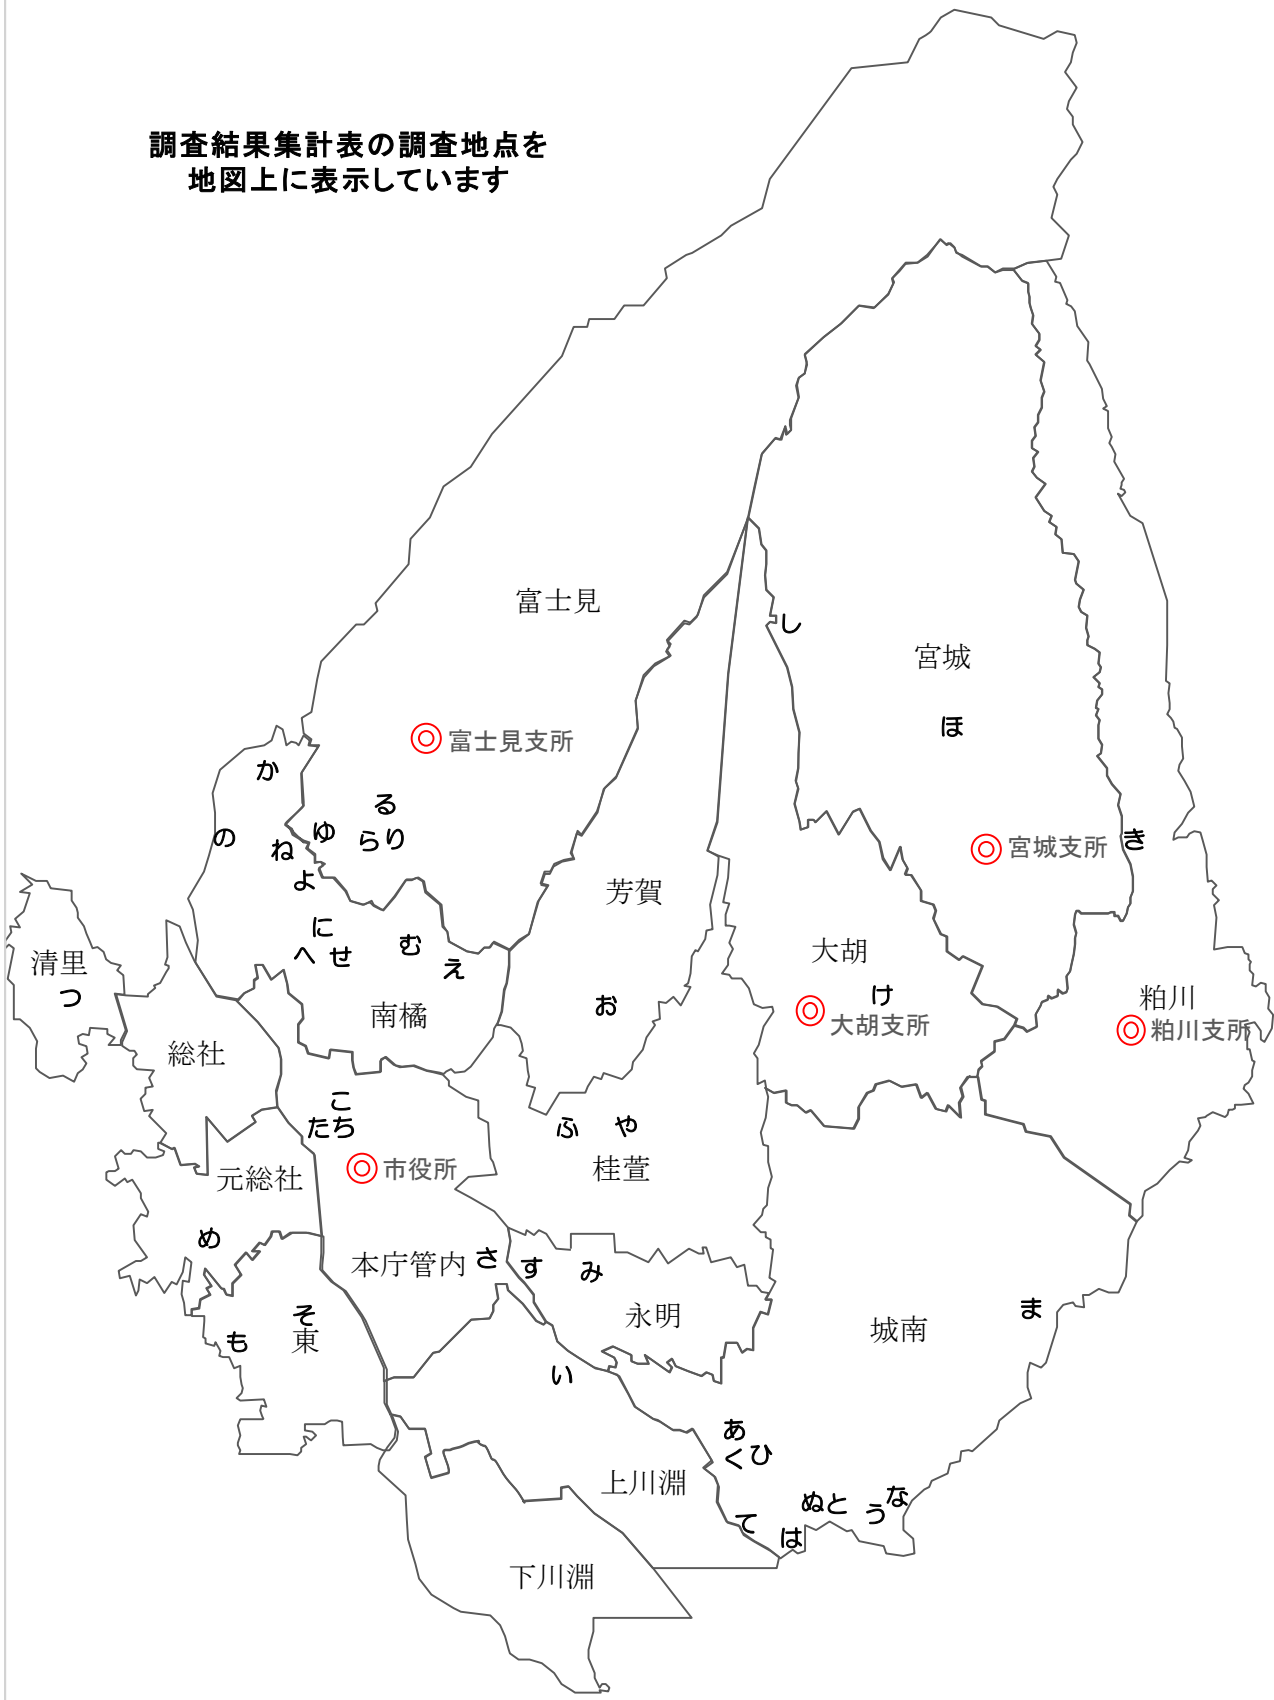 調査結果集計表の調査地点を
地図上に表示しています
富士見
し
宮城
ほ
富士見支所
か
る
の
ね
ゆ
らり
宮城支所
き
よ
芳賀
に
む
大胡
へ
せ
え
清里
つ
お
け
粕川
南橘
大胡支所
粕川支所
総社
こ
たち
ふ
や
市役所
桂萱
元総社
め
本庁管内
さ
す
み
そ
永明
ま
も
東
城南
い
あ
くひ
上川淵
ぬと
うな
て
は
下川淵